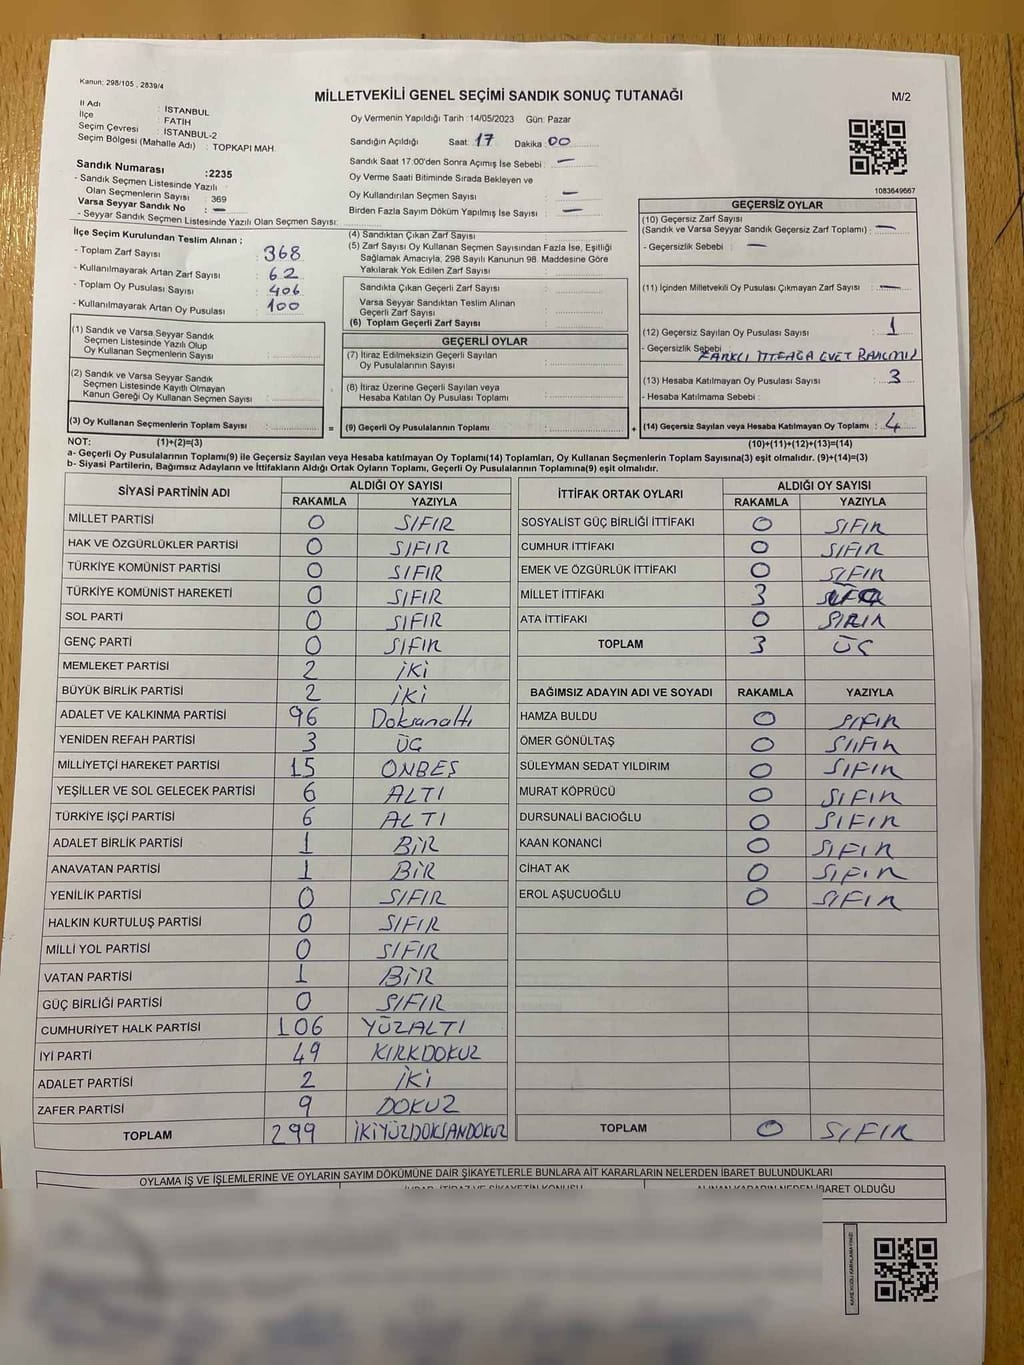 Kanun: 298/105 , 2839/4
MİLLETVEKİLİ GENEL SEÇİMİ SANDIK SONUÇ TUTANAĞI
M/2
İl Adı : İSTANBUL
İlçe : FATİH
Seçim Çevresi : İSTANBUL-2
Seçim Bölgesi (Mahalle Adı) : TOPKAPI MAH.
Oy Vermenin Yapıldığı Tarih :14/05/2023 Gün: Pazar
Sandığın Açıldığı Saat: 17 Dakika: 00
Sandık Saat 17:00'den Sonra Açımış İse Sebebi : —
Oy Verme Saati Bitiminde Sırada Bekleyen ve
Oy Kullandırılan Seçmen Sayısı : —
Birden Fazla Sayım Döküm Yapılmış İse Sayısı : —
Sandık Numarası :2235
- Sandık Seçmen Listesinde Yazılı
Olan Seçmenlerin Sayısı : 369
Varsa Seyyar Sandık No : —
- Seyyar Sandık Seçmen Listesinde Yazılı Olan Seçmen Sayısı:
1083649667
İlçe Seçim Kurulundan Teslim Alınan ;
- Toplam Zarf Sayısı : 368
- Kullanılmayarak Artan Zarf Sayısı : 62
- Toplam Oy Pusulası Sayısı : 406
- Kullanılmayarak Artan Oy Pusulası : 100
(1) Sandık ve Varsa Seyyar Sandık
Seçmen Listesinde Yazılı Olup
Oy Kullanan Seçmenlerin Sayısı :
(2) Sandık ve Varsa Seyyar Sandık
Seçmen Listesinde Kayıtlı Olmayan
Kanun Gereği Oy Kullanan Seçmen Sayısı :
(3) Oy Kullanan Seçmenlerin Toplam Sayısı :
(4) Sandıktan Çıkan Zarf Sayısı :
(5) Zarf Sayısı Oy Kullanan Seçmen Sayısından Fazla İse, Eşitliği
Sağlamak Amacıyla, 298 Sayılı Kanunun 98. Maddesine Göre
Yakılarak Yok Edilen Zarf Sayısı :
Sandıkta Çıkan Geçerli Zarf Sayısı :
Varsa Seyyar Sandıktan Teslim Alınan
Geçerli Zarf Sayısı :
(6) Toplam Geçerli Zarf Sayısı :
GEÇERLİ OYLAR
(7) İtiraz Edilmeksizin Geçerli Sayılan
Oy Pusulalarının Sayısı :
(8) İtiraz Üzerine Geçerli Sayılan veya
Hesaba Katılan Oy Pusulası Toplamı :
= (9) Geçerli Oy Pusulalarının Toplamı :
GEÇERSİZ OYLAR
(10) Geçersiz Zarf Sayısı
(Sandık ve Varsa Seyyar Sandık Geçersiz Zarf Toplamı) : —
- Geçersizlik Sebebi : —
(11) İçinden Milletvekili Oy Pusulası Çıkmayan Zarf Sayısı : —
(12) Geçersiz Sayılan Oy Pusulası Sayısı : 1
- Geçersizlik Sebebi : FARKLI İTTİFAĞA EVET
(13) Hesaba Katılmayan Oy Pusulası Sayısı : 3
- Hesaba Katılmama Sebebi :
+ (14) Geçersiz Sayılan veya Hesaba Katılmayan Oy Toplamı : 4
NOT: (1)+(2)=(3) (10)+(11)+(12)+(13)=(14)
a- Geçerli Oy Pusulalarının Toplamı(9) ile Geçersiz Sayılan veya Hesaba Katılmayan Oy Toplamı(14) Toplamları, Oy Kullanan Seçmenlerin Toplam Sayısına(3) eşit olmalıdır. (9)+(14)=(3)
b- Siyasi Partilerin, Bağımsız Adayların ve İttifakların Aldığı Ortak Oyların Toplamı, Geçerli Oy Pusulalarının Toplamına(9) eşit olmalıdır.
SİYASİ PARTİNİN ADI ALDIĞI OY SAYISI
RAKAMLA YAZIYLA
MİLLET PARTİSİ 0 SIFIR
HAK VE ÖZGÜRLÜKLER PARTİSİ 0 SIFIR
TÜRKİYE KOMÜNİST PARTİSİ 0 SIFIR
TÜRKİYE KOMÜNİST HAREKETİ 0 SIFIR
SOL PARTİ 0 SIFIR
GENÇ PARTİ 0 SIFIR
MEMLEKET PARTİSİ 2 İKİ
BÜYÜK BİRLİK PARTİSİ 2 İKİ
ADALET VE KALKINMA PARTİSİ 96 Doksanaltı
YENİDEN REFAH PARTİSİ 3 ÜÇ
MİLLİYETÇİ HAREKET PARTİSİ 15 ONBEŞ
YEŞİLLER VE SOL GELECEK PARTİSİ 6 ALTI
TÜRKİYE İŞÇİ PARTİSİ 6 ALTI
ADALET BİRLİK PARTİSİ 1 BİR
ANAVATAN PARTİSİ 1 BİR
YENİLİK PARTİSİ 0 SIFIR
HALKIN KURTULUŞ PARTİSİ 0 SIFIR
MİLLİ YOL PARTİSİ 0 SIFIR
VATAN PARTİSİ 1 BİR
GÜÇ BİRLİĞİ PARTİSİ 0 SIFIR
CUMHURİYET HALK PARTİSİ 106 YÜZALTI
İYİ PARTİ 49 KIRKDOKUZ
ADALET PARTİSİ 2 İKİ
ZAFER PARTİSİ 9 DOKUZ
TOPLAM 299 İKİYÜZDOKSANDOKUZ
İTTİFAK ORTAK OYLARI ALDIĞI OY SAYISI
RAKAMLA YAZIYLA
SOSYALİST GÜÇ BİRLİĞİ İTTİFAKI 0 SIFIR
CUMHUR İTTİFAKI 0 SIFIR
EMEK VE ÖZGÜRLÜK İTTİFAKI 0 SIFIR
MİLLET İTTİFAKI 3
ATA İTTİFAKI 0 SIRIR
TOPLAM 3 ÜÇ
BAĞIMSIZ ADAYIN ADI VE SOYADI RAKAMLA YAZIYLA
HAMZA BULDU 0 SIFIR
ÖMER GÖNÜLTAŞ 0 SIIFIR
SÜLEYMAN SEDAT YILDIRIM 0 SIFIR
MURAT KÖPRÜCÜ 0 SIFIR
DURSUNALİ BACIOĞLU 0 SIFIR
KAAN KONANCİ 0 SIFIR
CİHAT AK 0 SIFIR
EROL AŞUCUOĞLU 0 SIFIR
TOPLAM 0 SIFIR
OYLAMA İŞ VE İŞLEMLERİNE VE OYLARIN SAYIM DÖKÜMÜNE DAİR ŞİKAYETLERLE BUNLARA AİT KARARLARIN NELERDEN İBARET BULUNDUKLARI
İHBAR, İTİRAZ VE ŞİKAYETİN KONUSU ALINAN KARARIN NEDEN İBARET OLDUĞU